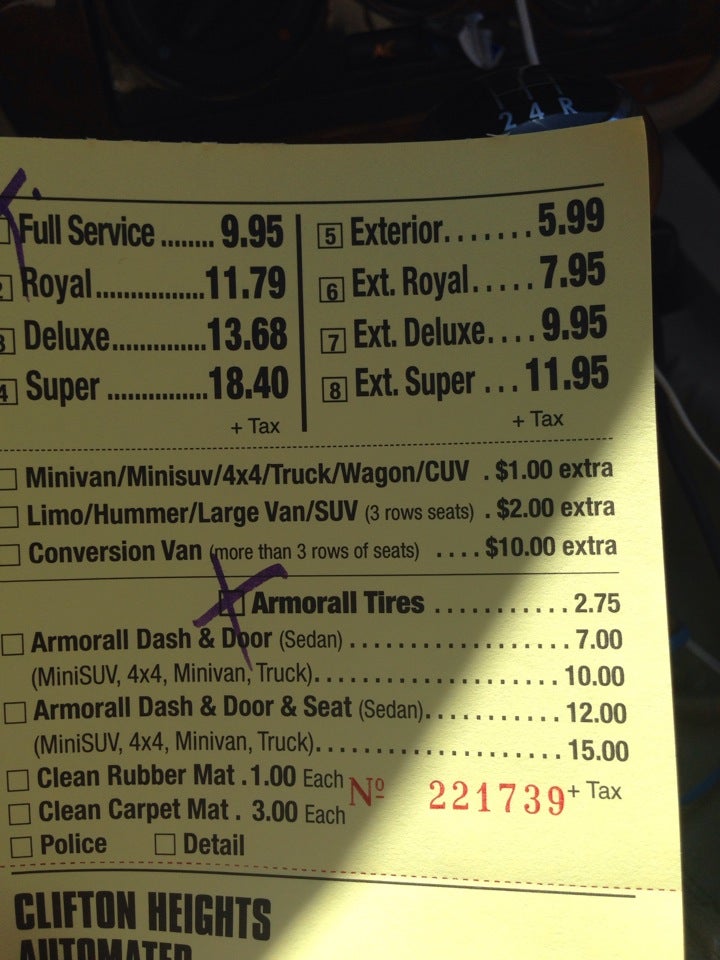 2 4 R
Full Service ........ 9.95
2 Royal.................11.79
3 Deluxe..............13.68
4 Super ...............18.40
+ Tax
5 Exterior.......5.99
6 Ext. Royal.....7.95
7 Ext. Deluxe....9.95
8 Ext. Super ...11.95
+ Tax
Minivan/Minisuv/4x4/Truck/Wagon/CUV . $1.00 extra
Limo/Hummer/Large Van/SUV (3 rows seats) . $2.00 extra
Conversion Van (more than 3 rows of seats) ....$10.00 extra
Armorall Tires ...........2.75
Armorall Dash & Door (Sedan)..................7.00
(MiniSUV, 4x4, Minivan, Truck)....................10.00
Armorall Dash & Door & Seat (Sedan)...........12.00
(MiniSUV, 4x4, Minivan, Truck)....................15.00
Clean Rubber Mat .1.00 Each
Clean Carpet Mat . 3.00 Each
Nº 221739
+ Tax
Police Detail
CLIFTON HEIGHTS
AUTOMATED